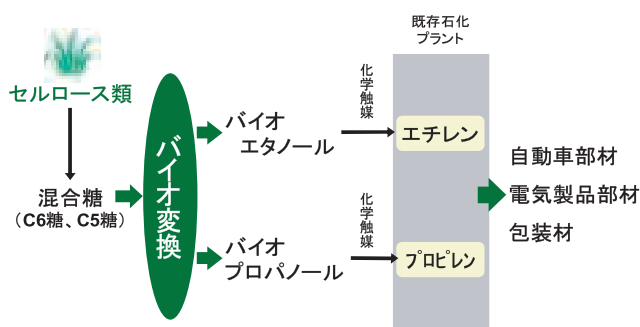 既存石化
プラント
セルロース類
混合糖
（C6糖、C5糖）
バイオ変換
バイオ
エタノール
化学触媒
エチレン
バイオ
プロパノール
化学触媒
プロピレン
自動車部材
電気製品部材
包装材